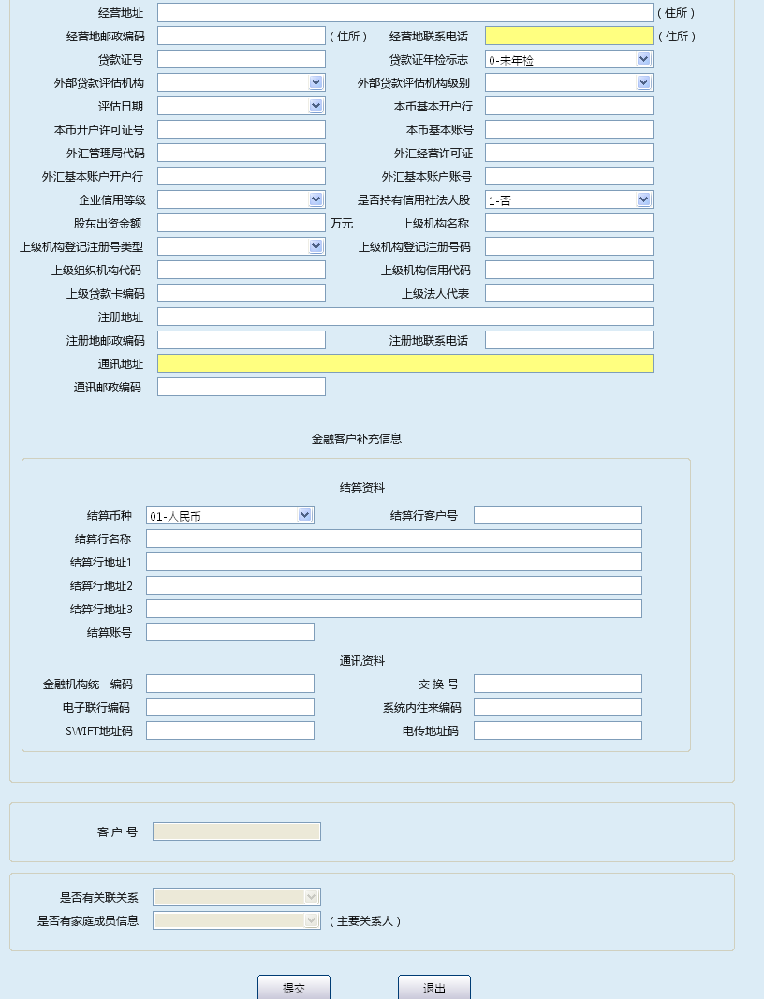 经营地址 (住所)
经营地邮政编码 (住所) 经营地联系电话 (住所)
贷款证号 贷款证年检标志 0-未年检
外部贷款评估机构 外部贷款评估机构级别
评估日期 本币基本开户行
本币开户许可证号 本币基本账号
外汇管理局代码 外汇经营许可证
外汇基本账户开户行 外汇基本账户账号
企业信用等级 是否持有信用社法人股 1-否
股东出资金额 万元 上级机构名称
上级机构登记注册号类型 上级机构登记注册号码
上级组织机构代码 上级机构信用代码
上级贷款卡编码 上级法人代表
注册地址
注册地邮政编码 注册地联系电话
通讯地址
通讯邮政编码
金融客户补充信息
结算资料
结算币种 01-人民币 结算行客户号
结算行名称
结算行地址1
结算行地址2
结算行地址3
结算账号
通讯资料
金融机构统一编码 交 换 号
电子联行编码 系统内往来编码
SWIFT地址码 电传地址码
客 户 号
是否有关联关系
是否有家庭成员信息 (主要关系人)
提交 退出